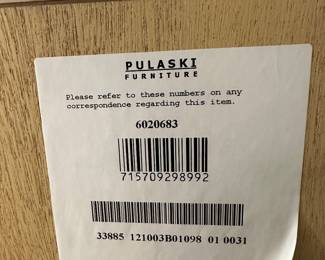 PULASKI
FURNITURE
Please refer to these numbers on any
correspondence regarding this item.
6020683
715709298992
33885 121003B01098 01 0031